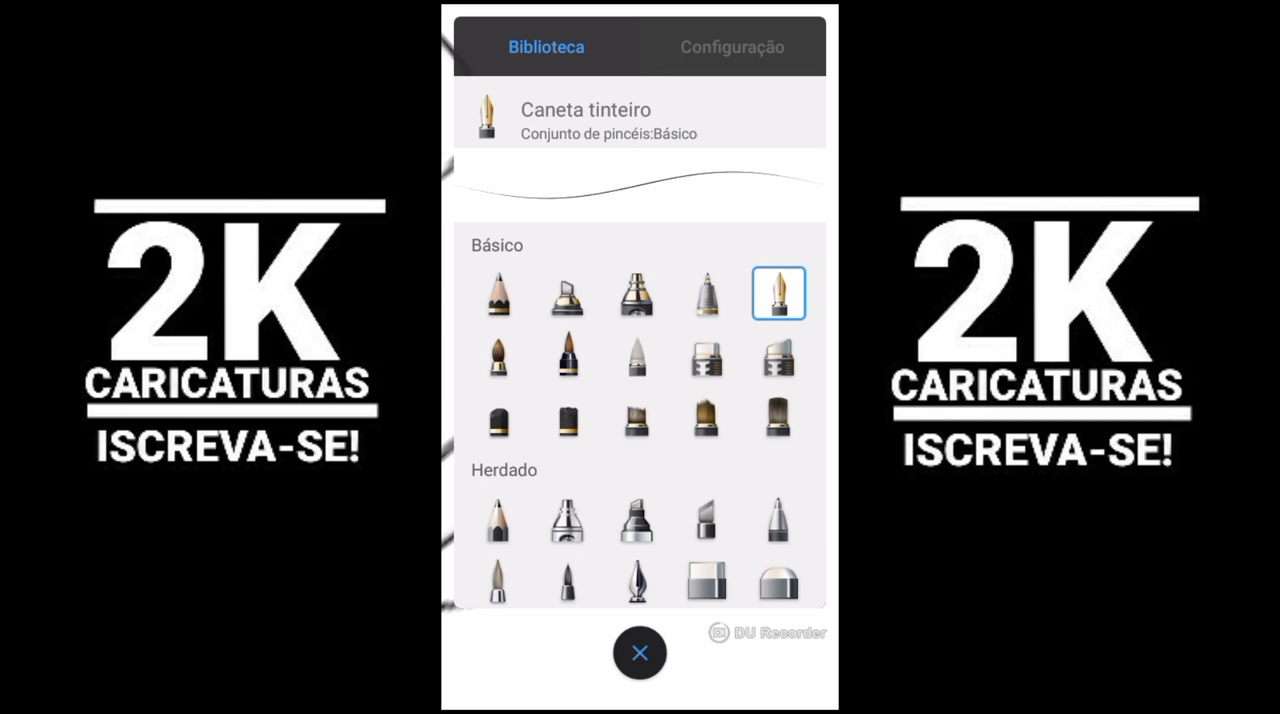 Biblioteca
Configuração
Caneta tinteiro
Conjunto de pincéis:Básico
Básico
Herdado
DU Recorder
2K
CARICATURAS
ISCREVA-SE!
2K
CARICATURAS
ISCREVA-SE!